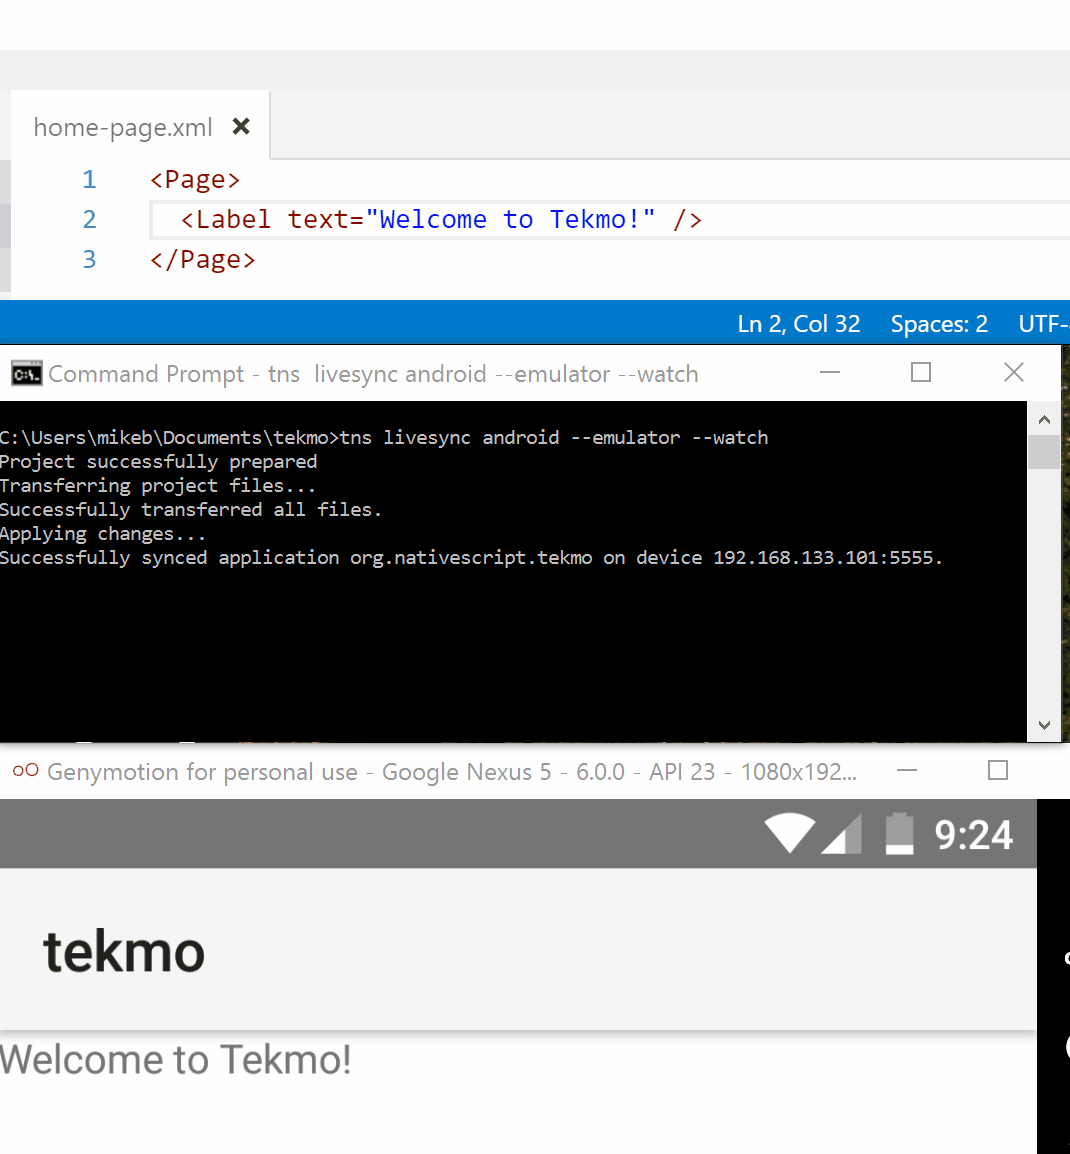 home-page.xml
1 <Page>
2 <Label text="Welcome to Tekmo!" />
3 </Page>
Ln 2, Col 32 Spaces: 2 UTF-
Command Prompt - tns  livesync android --emulator --watch
C:\Users\mikeb\Documents\tekmo>tns livesync android --emulator --watch
Project successfully prepared
Transferring project files...
Successfully transferred all files.
Applying changes...
Successfully synced application org.nativescript.tekmo on device 192.168.133.101:5555.
Genymotion for personal use - Google Nexus 5 - 6.0.0 - API 23 - 1080x192...
9:24
tekmo
Welcome to Tekmo!